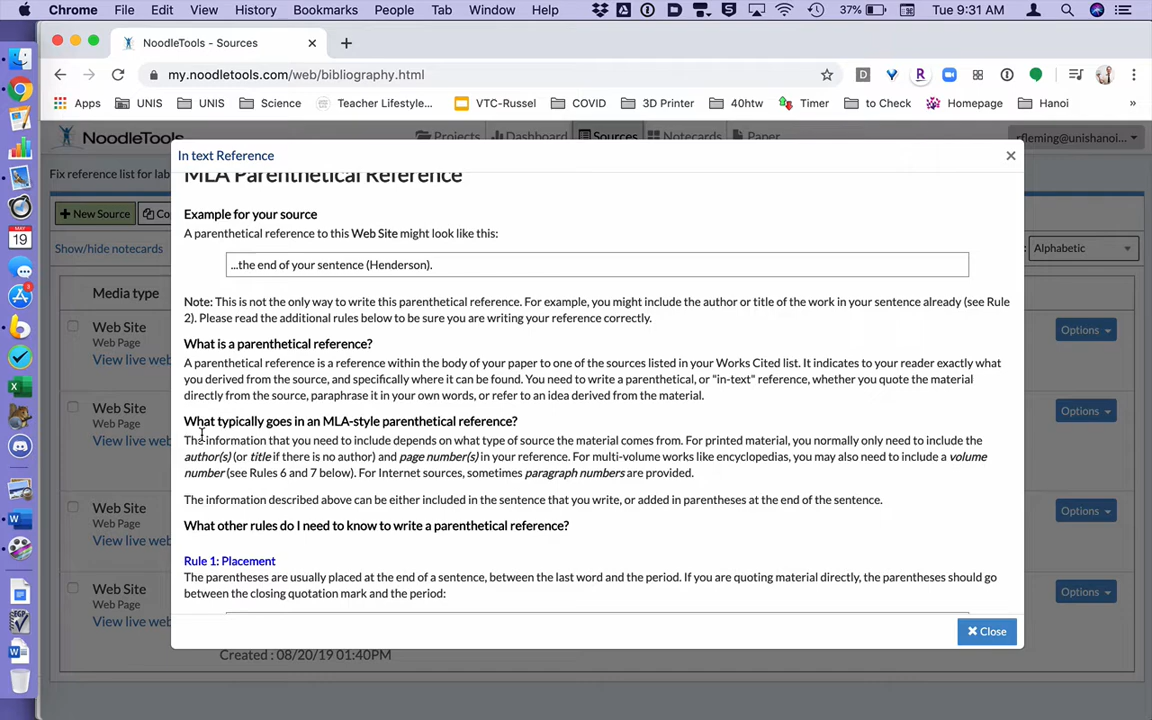 Chrome File Edit View History Bookmarks People Tab Window Help 37% Tue 9:31 AM
NoodleTools - Sources
my.noodletools.com/web/bibliography.html
Apps UNIS UNIS Science Teacher Lifestyle... VTC-Russel COVID 3D Printer 40htw Timer to Check Homepage Hanoi »
NoodleTools Projects Dashboard Sources Notecards Paper rfleming@unishanoi...
In text Reference
Fix reference list for lab
MLA Parenthetical Reference
+ New Source
Show/hide notecards
Alphabetic
Example for your source
A parenthetical reference to this Web Site might look like this:
...the end of your sentence (Henderson).
Media type
Note: This is not the only way to write this parenthetical reference. For example, you might include the author or title of the work in your sentence already (see Rule
2). Please read the additional rules below to be sure you are writing your reference correctly.
Web Site
Web Page
View live web
Options
What is a parenthetical reference?
A parenthetical reference is a reference within the body of your paper to one of the sources listed in your Works Cited list. It indicates to your reader exactly what
you derived from the source, and specifically where it can be found. You need to write a parenthetical, or "in-text" reference, whether you quote the material
directly from the source, paraphrase it in your own words, or refer to an idea derived from the material.
Web Site
Web Page
View live web
Options
What typically goes in an MLA-style parenthetical reference?
The information that you need to include depends on what type of source the material comes from. For printed material, you normally only need to include the
author(s) (or title if there is no author) and page number(s) in your reference. For multi-volume works like encyclopedias, you may also need to include a volume
number (see Rules 6 and 7 below). For Internet sources, sometimes paragraph numbers are provided.
The information described above can be either included in the sentence that you write, or added in parentheses at the end of the sentence.
Web Site
Web Page
View live web
Options
What other rules do I need to know to write a parenthetical reference?
Rule 1: Placement
The parentheses are usually placed at the end of a sentence, between the last word and the period. If you are quoting material directly, the parentheses should go
between the closing quotation mark and the period:
Web Site
Web Page
View live web
Options
Close
Created : 08/20/19 01:40PM
19